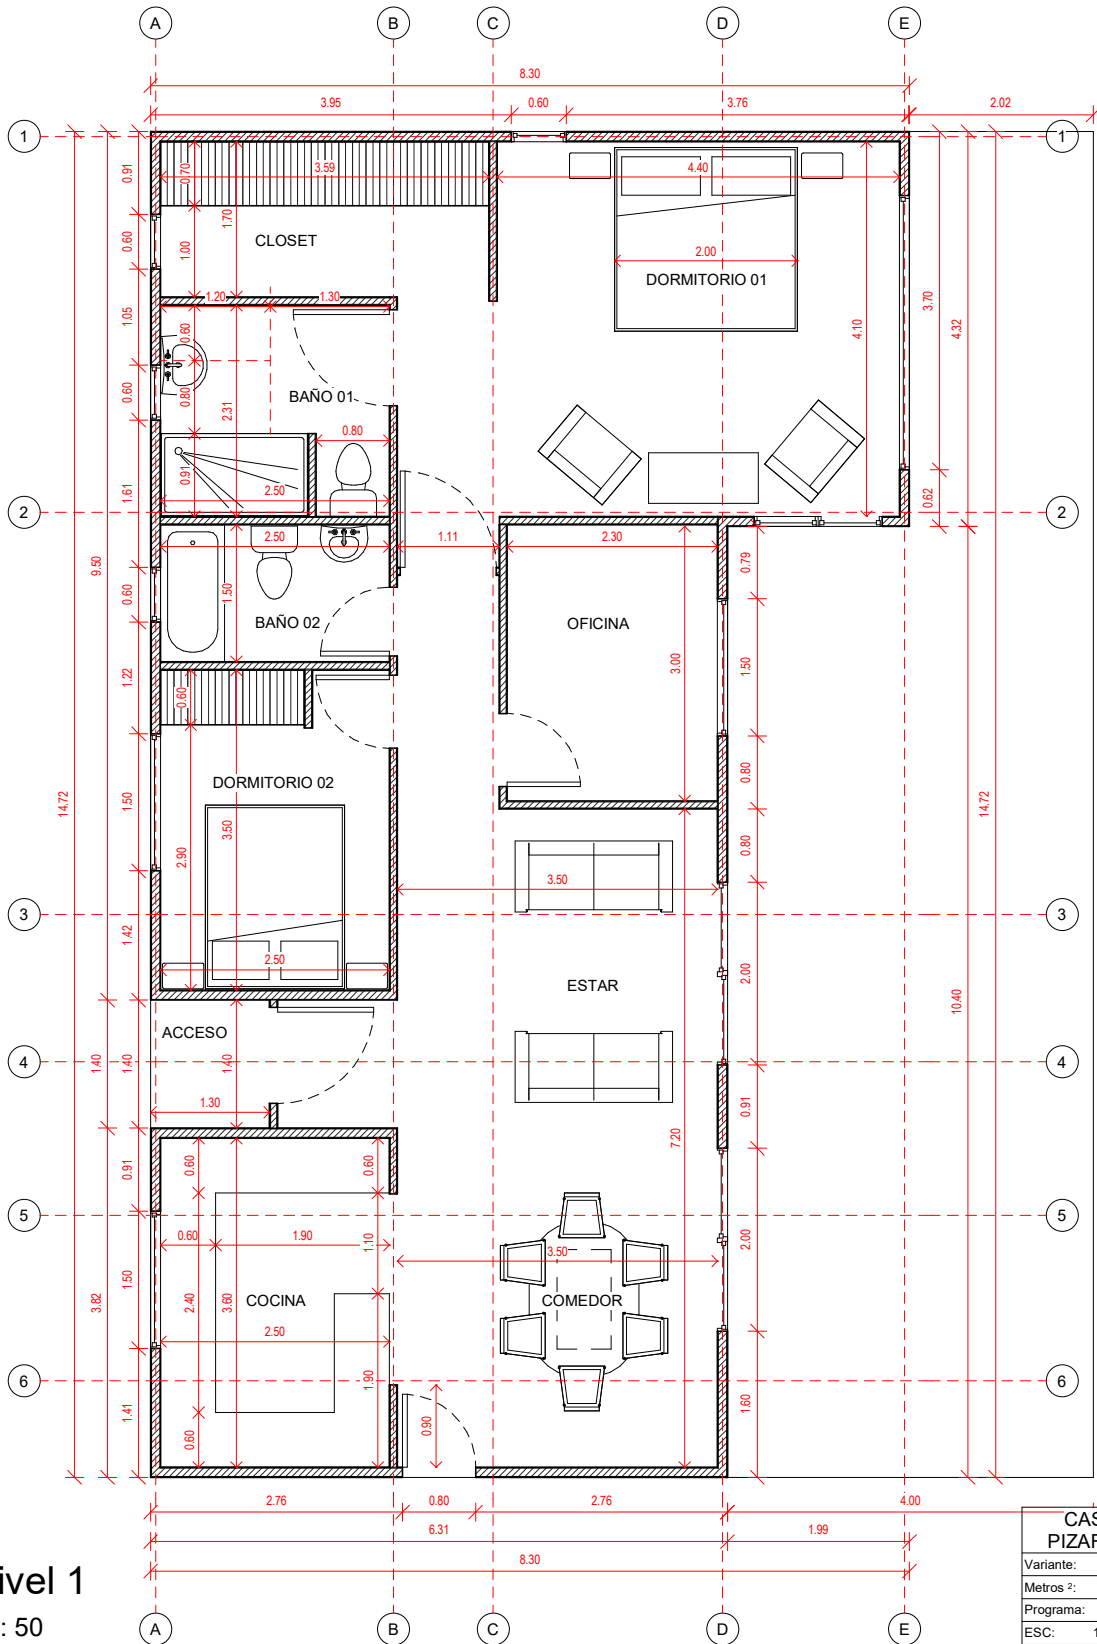 A B C D E
8.30
3.95 0.60 3.76 2.02
1 1
0.91 0.70 3.59 4.40
1.70
0.60 1.00 CLOSET
2.00
DORMITORIO 01
3.70 4.32
1.20 1.30
1.05 0.60 4.10
BAÑO 01
0.60 0.80 2.31
0.80
1.61 0.91 2.50
0.62
2 2
9.50
2.50 1.11 2.30
0.79
0.60 1.50
BAÑO 02
OFICINA
1.22 0.60 3.00 1.50
DORMITORIO 02
0.80
14.72 1.50 14.72
2.90 3.50 0.80
3.50
3 3
1.42
2.50
ESTAR
2.00
10.40
ACCESO
1.40 1.40 1.40
4 4
1.30
0.91
7.20
0.91 0.60 0.60
5 5
0.60 1.90 1.10 3.50 2.00
1.50
COCINA COMEDOR
3.82 2.40 3.60
2.50
6 6
1.90
1.41 0.60 0.90 1.60
2.76 0.80 2.76 4.00
6.31 1.99
8.30
CAS
PIZAR
Variante:
Metros ²:
Programa:
ESC: 1
ivel 1
: 50
A B C D E